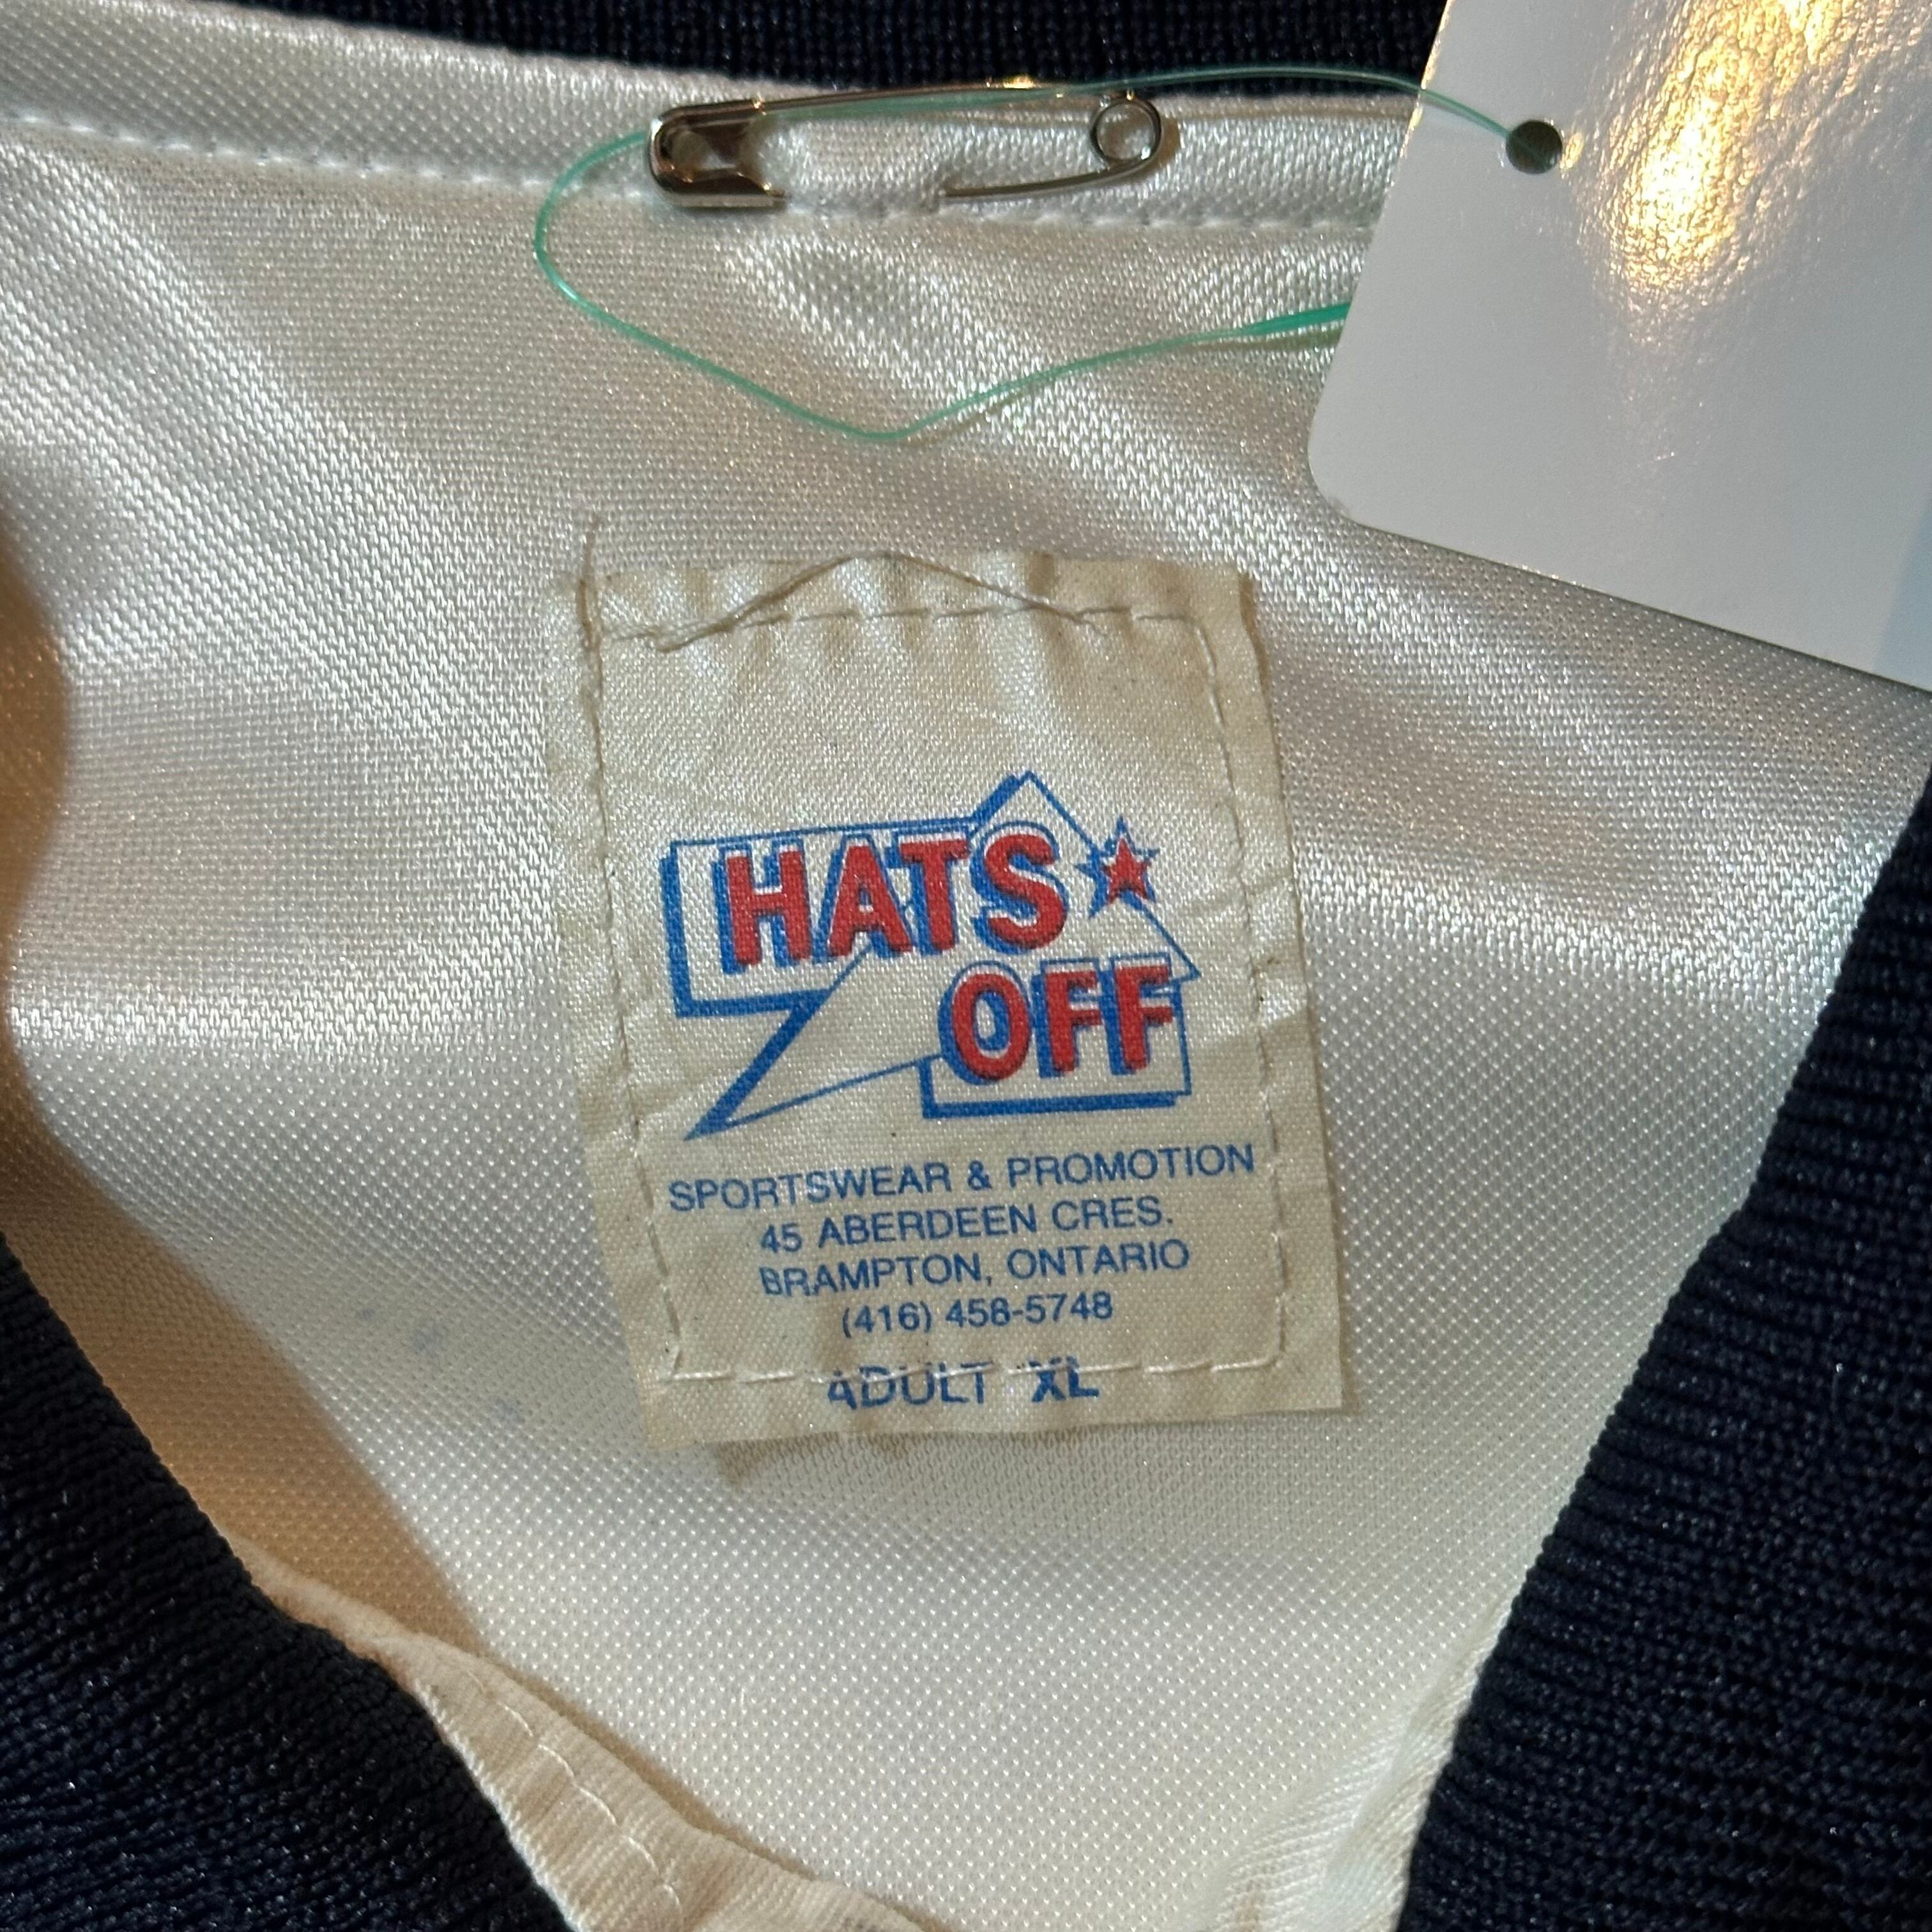 HATS
OFF
SPORTSWEAR & PROMOTION
45 ABERDEEN CRES.
BRAMPTON, ONTARIO
(416) 458-5748
ADULT XL